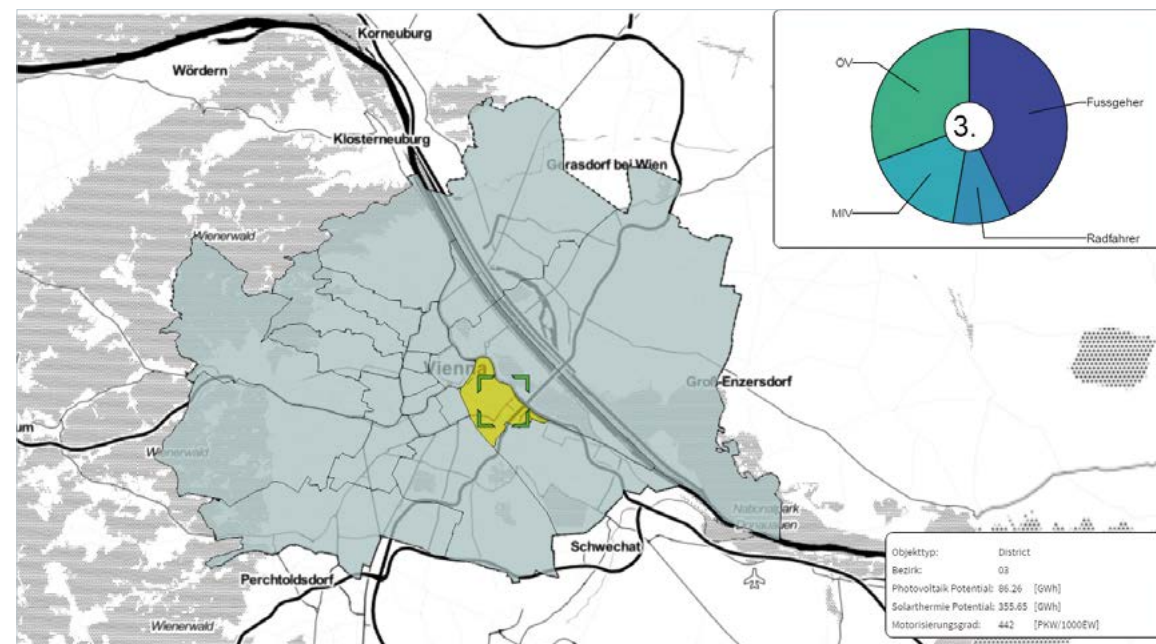 Korneuburg
Wördern
Klosterneuburg
Gerasdorf bei Wien
Wienerwald
Vienna
Groß-Enzersdorf
um
Wienerwald
Nationalpark
Donauauen
Schwechat
Perchtoldsdorf
Wienerwald
ÖV
Fussgeher
3.
MIV
Radfahrer
Objekttyp: District
Bezirk: 03
Photovoltaik Potential: 86.26 [GWh]
Solarthermie Potential: 355.65 [GWh]
Motorisierungsgrad: 442 [PKW/1000EW]